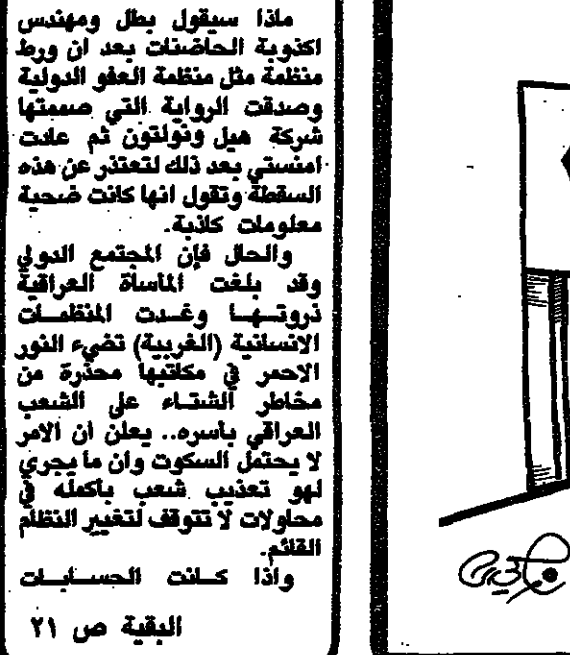 ماذا سيقول بطل ومهندس
اكذوبة الحاضنات بعد ان ورط
منظمة مثل منظمة العفو الدولية
وصدقت الرواية التي صممتها
شركة هيل ونولتون ثم عادت
امنستي بعد ذلك لتعتذر عن هذه
السقطة وتقول انها كانت ضحية
معلومات كاذبة.
والحال فإن المجتمع الدولي
وقد بلغت المأساة العراقية
ذروتها وغدت المنظمات
الانسانية (الغربية) تضيء النور
الاحمر في مكاتبها محذرة من
مخاطر الشتاء على الشعب
العراقي بأسره.. يعلن ان الامر
لا يحتمل السكوت وان ما يجري
لهو تعذيب شعب بأكمله في
محاولات لا تتوقف لتغيير النظام
القائم.
واذا كانت الحسابات
البقية ص ٢١